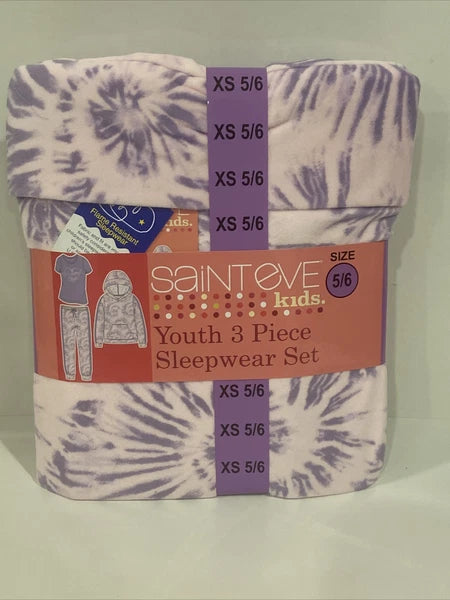 XS 5/6
XS 5/6
XS 5/6
XS 5/6
Flame Resistant
Sleepwear
kids.
SaiNT eve
kids.
SIZE
5/6
Youth 3 Piece
Sleepwear Set
XS 5/6
XS 5/6
XS 5/6